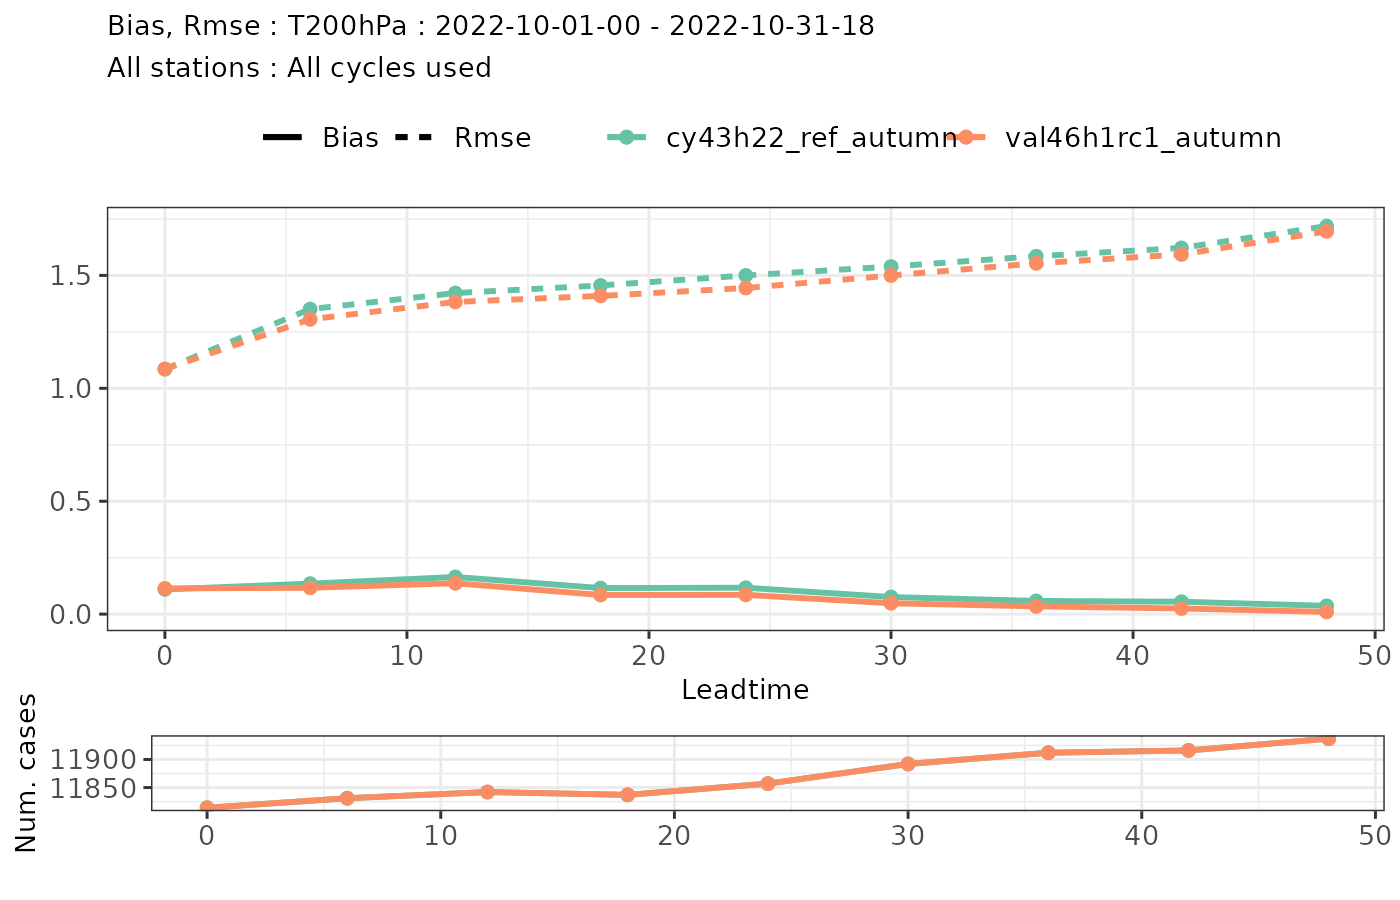 Bias, Rmse : T200hPa : 2022-10-01-00 - 2022-10-31-18
All stations : All cycles used
Bias Rmse cy43h22_ref_autumn val46h1rc1_autumn
1.5
1.0
0.5
0.0
0 10 20 30 40 50
Leadtime
Num. cases
11900
11850
0 10 20 30 40 50